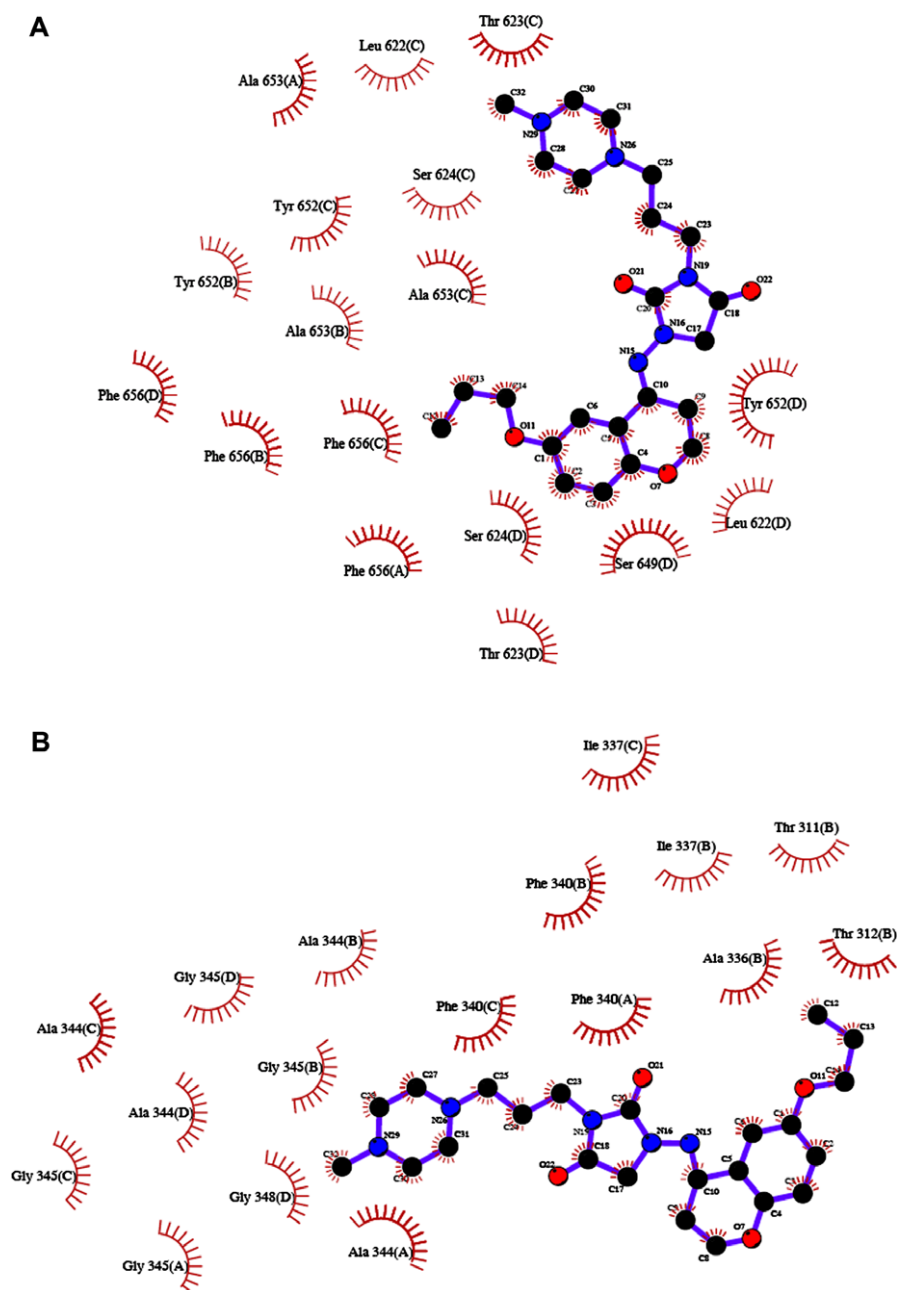 A
Thr 623(C)
Leu 622(C)
Ala 653(A)
C32
C30
C31
N29
N26
C28
C25
Ser 624(C)
Tyr 652(C)
C24
C23
Tyr 652(B)
Ala 653(C)
N19
O21
O22
C20
C18
Ala 653(B)
N16
C17
N15
Phe 656(D)
C10
C9
C13
C14
C6
Tyr 652(D)
Phe 656(B)
Phe 656(C)
O11
C5
C8
C1
C4
C2
O7
C3
Leu 622(D)
Ser 624(D)
Phe 656(A)
Ser 649(D)
Thr 623(D)
B
Ile 337(C)
Thr 311(B)
Ile 337(B)
Phe 340(B)
Thr 312(B)
Ala 344(B)
Ala 336(B)
Gly 345(D)
Phe 340(C)
Phe 340(A)
C12
Ala 344(C)
C13
Gly 345(B)
O21
C27
C25
C23
O11
C20
N26
Ala 344(D)
N16
N15
N29
C31
C18
C5
C2
O22
C17
C10
Gly 345(C)
Gly 348(D)
C4
O7
Ala 344(A)
C8
Gly 345(A)